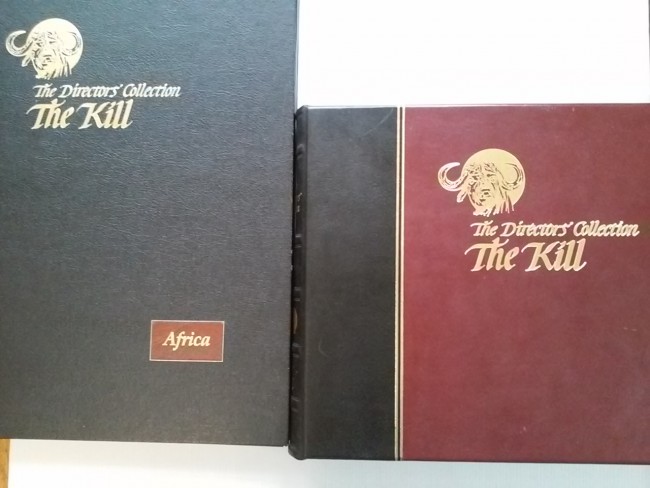 The Directors' Collection
The Kill
Africa
The Directors' Collection
The Kill